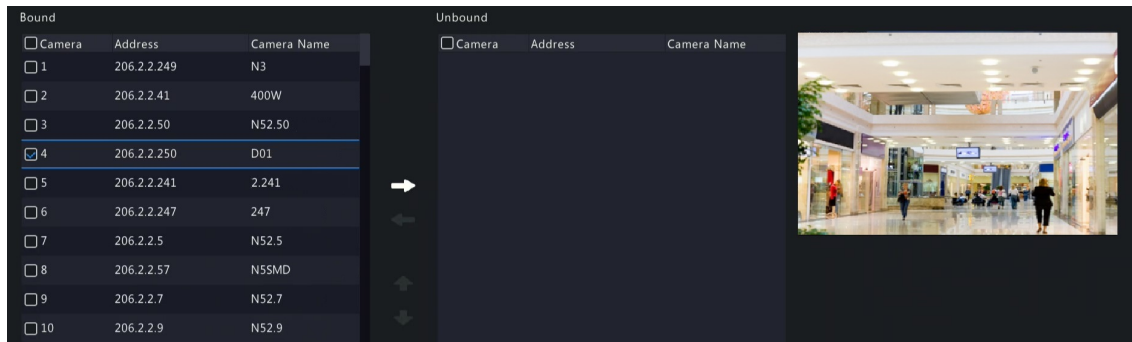 Bound Unbound
Camera Address Camera Name Camera Address Camera Name
1 206.2.2.249 N3
2 206.2.2.41 400W
3 206.2.2.50 N52.50
4 206.2.2.250 D01
5 206.2.2.241 2.241
6 206.2.2.247 247
7 206.2.2.5 N52.5
8 206.2.2.57 N5SMD
9 206.2.2.7 N52.7
10 206.2.2.9 N52.9